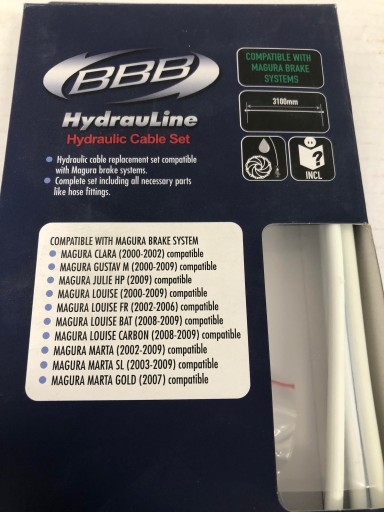 BBB
HydrauLine
Hydraulic Cable Set
Hydraulic cable replacement set compatible
with Magura brake systems.
Complete set including all necessary parts
like hose fittings.
COMPATIBLE WITH
MAGURA BRAKE
SYSTEMS
3100mm
?
INCL
COMPATIBLE WITH MAGURA BRAKE SYSTEM
MAGURA CLARA (2000-2002) compatible
MAGURA GUSTAV M (2000-2009) compatible
MAGURA JULIE HP (2009) compatible
MAGURA LOUISE (2000-2009) compatible
MAGURA LOUISE FR (2002-2006) compatible
MAGURA LOUISE BAT (2008-2009) compatible
MAGURA LOUISE CARBON (2008-2009) compatible
MAGURA MARTA (2002-2009) compatible
MAGURA MARTA SL (2003-2009) compatible
MAGURA MARTA GOLD (2007) compatible